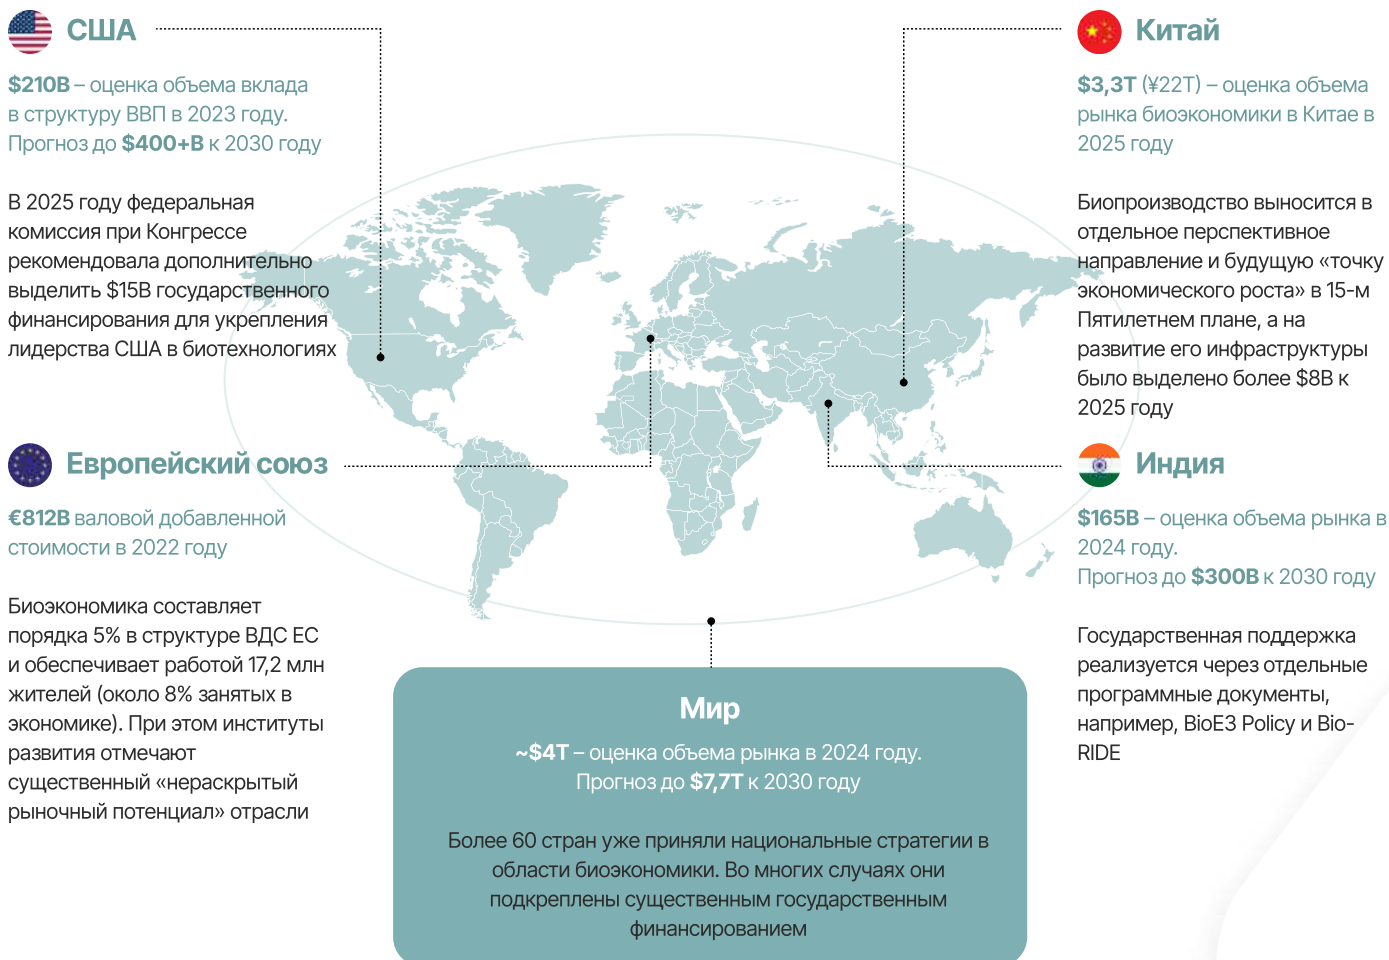 США
$210B – оценка объема вклада
в структуру ВВП в 2023 году.
Прогноз до $400+B к 2030 году
В 2025 году федеральная
комиссия при Конгрессе
рекомендовала дополнительно
выделить $15B государственного
финансирования для укрепления
лидерства США в биотехнологиях
Китай
$3,3T (¥22T) – оценка объема
рынка биоэкономики в Китае в
2025 году
Биопроизводство выносится в
отдельное перспективное
направление и будущую «точку
экономического роста» в 15-м
Пятилетнем плане, а на
развитие его инфраструктуры
было выделено более $8B к
2025 году
Европейский союз
€812B валовой добавленной
стоимости в 2022 году
Биоэкономика составляет
порядка 5% в структуре ВДС ЕС
и обеспечивает работой 17,2 млн
жителей (около 8% занятых в
экономике). При этом институты
развития отмечают
существенный «нераскрытый
рыночный потенциал» отрасли
Индия
$165B – оценка объема рынка в
2024 году.
Прогноз до $300B к 2030 году
Государственная поддержка
реализуется через отдельные
программные документы,
например, BioE3 Policy и Bio-
RIDE
Мир
~$4T – оценка объема рынка в 2024 году.
Прогноз до $7,7T к 2030 году
Более 60 стран уже приняли национальные стратегии в
области биоэкономики. Во многих случаях они
подкреплены существенным государственным
финансированием